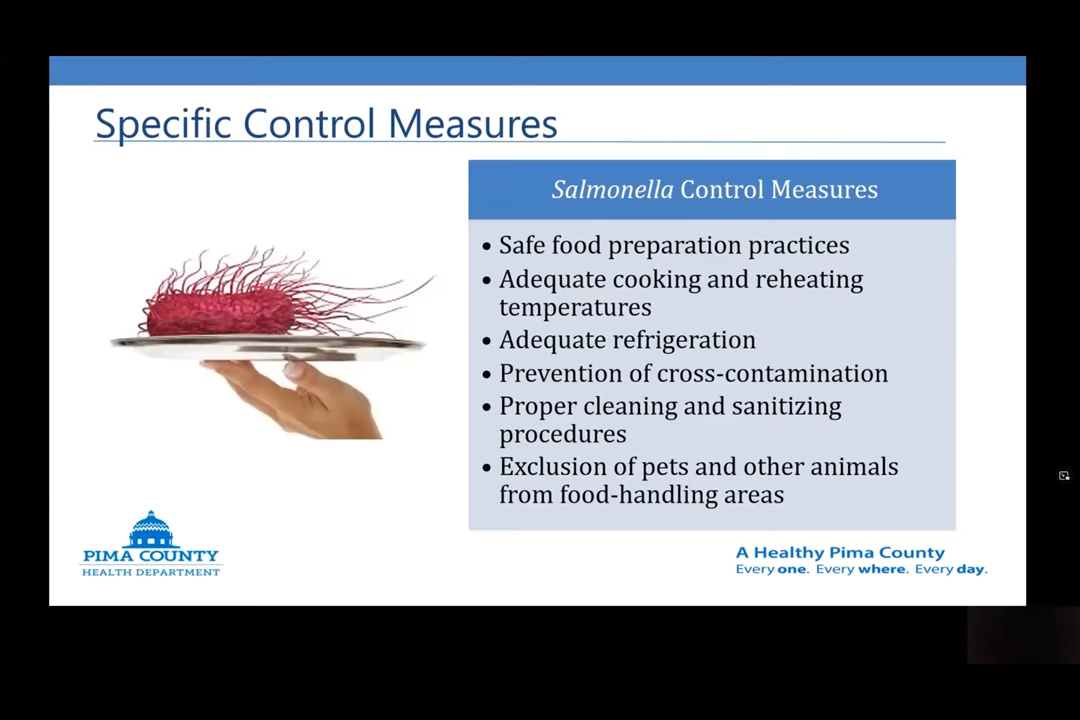 Specific Control Measures
Salmonella Control Measures
• Safe food preparation practices
• Adequate cooking and reheating
temperatures
• Adequate refrigeration
• Prevention of cross-contamination
• Proper cleaning and sanitizing
procedures
• Exclusion of pets and other animals
from food-handling areas
PIMA COUNTY
HEALTH DEPARTMENT
A Healthy Pima County
Every one. Every where. Every day.